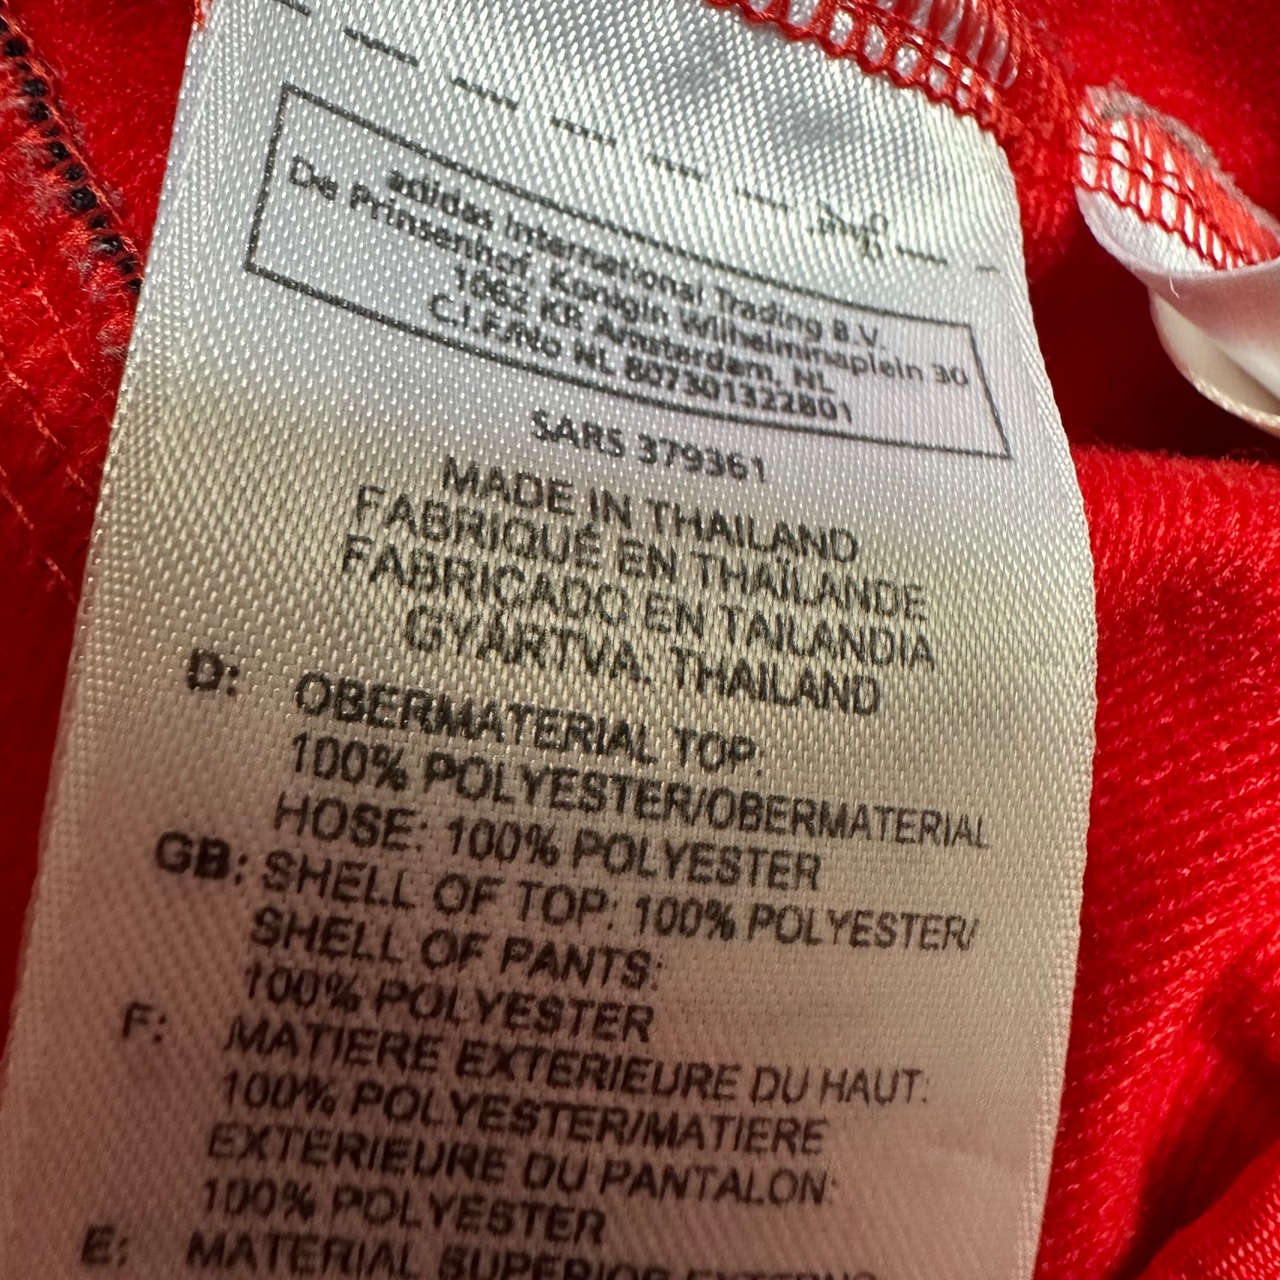 adidas International Trading B.V.
De Prinsenhof, Konigin Wilhelminaplein 30
1062 KR Amsterdam, NL
C.I.F./No NL 807301322B01
SARS 379361
MADE IN THAILAND
FABRIQUÉ EN THAÏLANDE
FABRICADO EN TAILANDIA
GYÁRTVA: THAILAND
D: OBERMATERIAL TOP:
100% POLYESTER/OBERMATERIAL
HOSE: 100% POLYESTER
GB: SHELL OF TOP: 100% POLYESTER/
SHELL OF PANTS:
100% POLYESTER
F: MATIERE EXTERIEURE DU HAUT:
100% POLYESTER/MATIERE
EXTERIEURE DU PANTALON:
100% POLYESTER
E: MATERIAL SUPERIOR EXTERNO